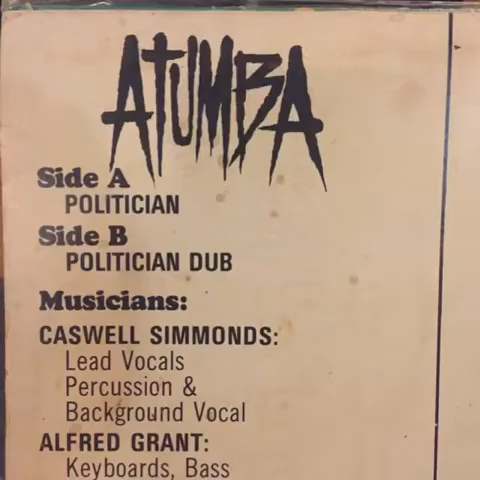 ATUMBA
Side A
POLITICIAN
Side B
POLITICIAN DUB
Musicians:
CASWELL SIMMONDS:
Lead Vocals
Percussion &
Background Vocal
ALFRED GRANT:
Keyboards, Bass